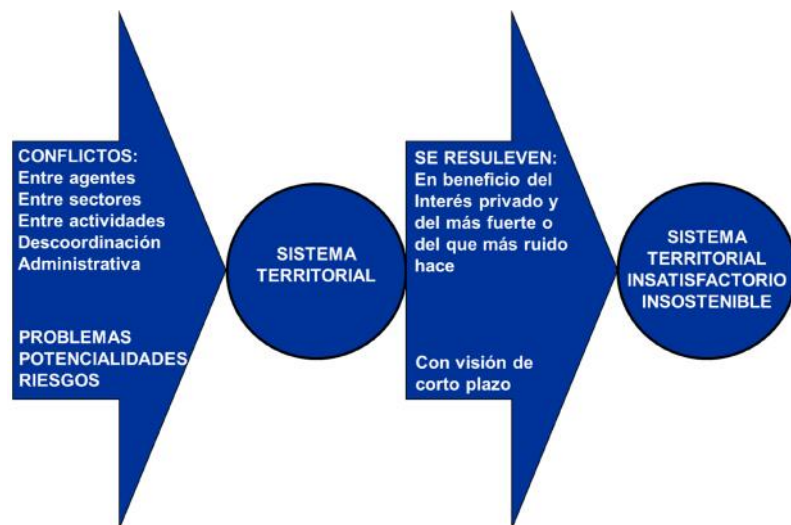 CONFLICTOS:
Entre agentes
Entre sectores
Entre actividades
Descoordinación
Administrativa
PROBLEMAS
POTENCIALIDADES
RIESGOS
SISTEMA
TERRITORIAL
SE RESULEVEN:
En beneficio del
Interés privado y
del más fuerte o
del que más ruido
hace
Con visión de
corto plazo
SISTEMA
TERRITORIAL
INSATISFACTORIO
INSOSTENIBLE